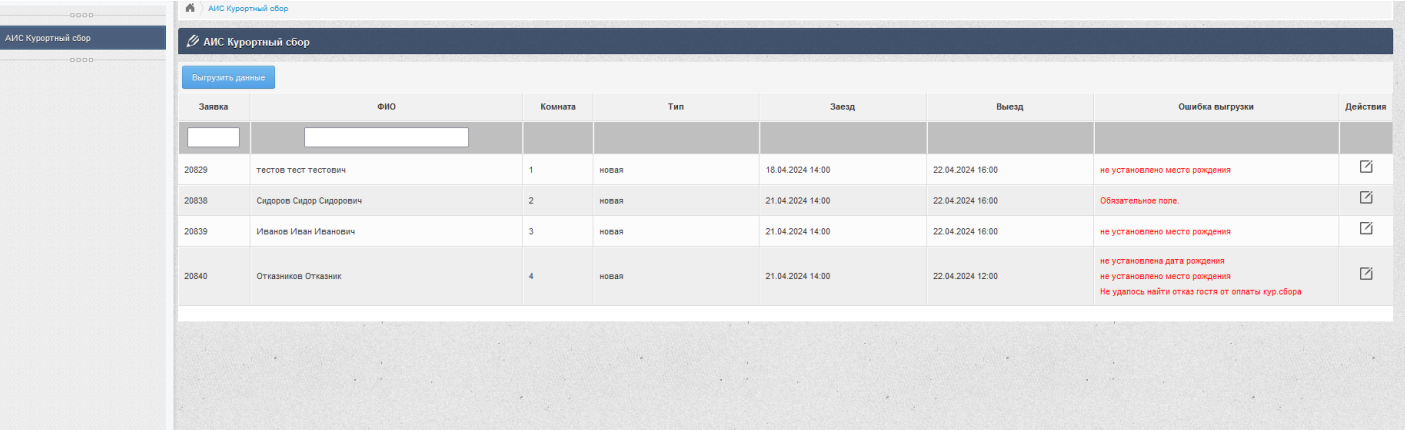 АИС Курортный сбор
АИС Курортный сбор
АИС Курортный сбор
Выгрузить данные
Заявка ФИО Комната Тип Заезд Выезд Ошибка выгрузки Действия
20829 тестов тест тестович 1 новая 18.04.2024 14:00 22.04.2024 16:00 не установлено место рождения
20838 Сидоров Сидор Сидорович 2 новая 21.04.2024 14:00 22.04.2024 16:00 Обязательное поле.
20839 Иванов Иван Иванович 3 новая 21.04.2024 14:00 22.04.2024 16:00 не установлено место рождения
не установлена дата рождения
20840 Отказников Отказник 4 новая 21.04.2024 14:00 22.04.2024 12:00 не установлено место рождения
Не удалось найти отказ гостя от оплаты кур.сбора